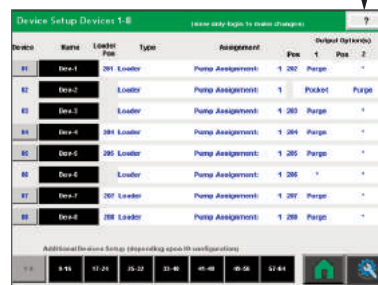 Device Setup Devices 1-8 (view only-login to make changes) ?
Output Option(s)
Device Name Loader Pos Type Assignment Pos 1 Pos 2
01 Dev-1 201 Loader Pump Assignment: 1 202 Purge *
02 Dev-2 Loader Pump Assignment: 1 Pocket Purge
03 Dev-3 Loader Pump Assignment: 1 203 Purge *
04 Dev-4 204 Loader Pump Assignment: 1 204 Purge *
05 Dev-5 205 Loader Pump Assignment: 1 205 Purge *
06 Dev-6 Loader Pump Assignment: 1 206 * *
07 Dev-7 207 Loader Pump Assignment: 1 207 Purge *
08 Dev-8 208 Loader Pump Assignment: 1 208 Purge *
Additional Devices Setup (depending upon IO configuration)
1-8 9-16 17-24 25-32 33-40 41-48 49-56 57-64